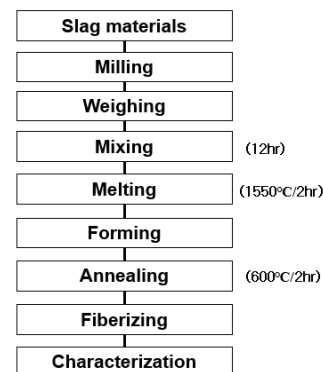 Slag materials
Milling
Weighing
Mixing (12hr)
Melting (1550℃/2hr)
Forming
Annealing (600℃/2hr)
Fiberizing
Characterization